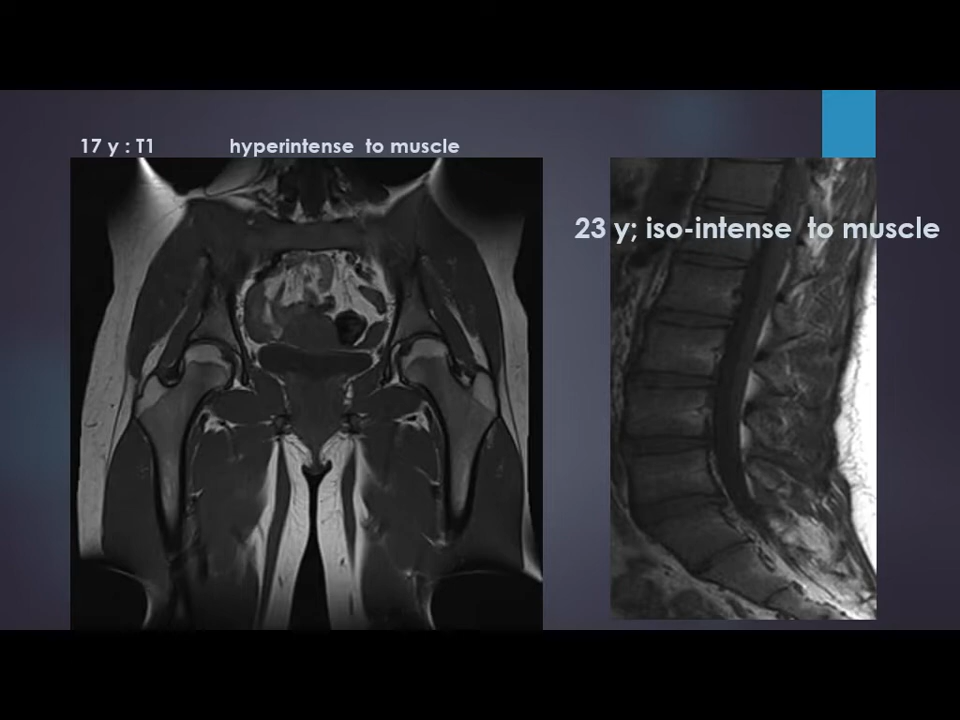 17 y : T1 hyperintense to muscle
23 y; iso-intense to muscle